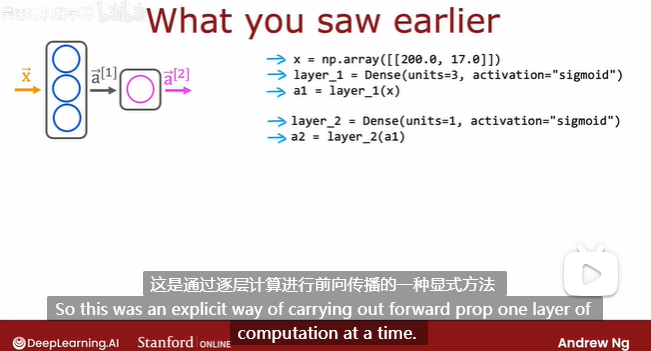 What you saw earlier
x = np.array([[200.0, 17.0]])
layer_1 = Dense(units=3, activation="sigmoid")
a1 = layer_1(x)
layer_2 = Dense(units=1, activation="sigmoid")
a2 = layer_2(a1)
x⃗
a⃗[1]
a⃗[2]
这是通过逐层计算进行前向传播的一种显式方法
So this was an explicit way of carrying out forward prop one layer of
computation at a time.
DeepLearning.AI Stanford ONLINE Andrew Ng